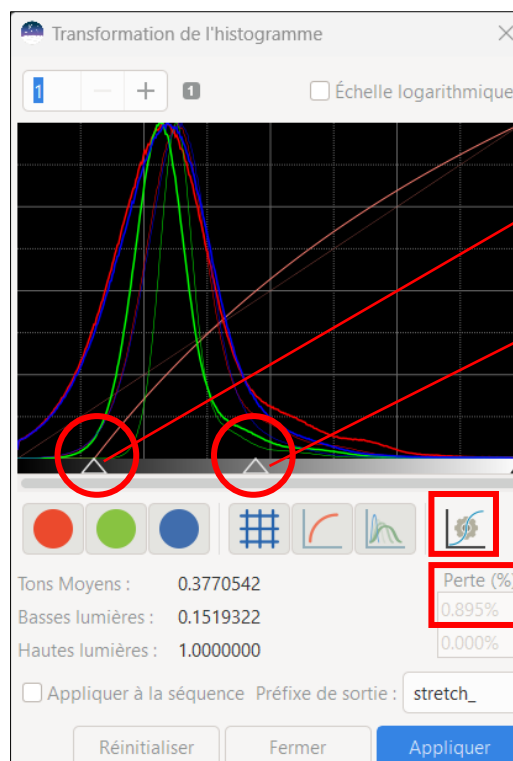 Transformation de l'histogramme
1
1
Échelle logarithmique
Tons Moyens : 0.3770542
Perte (%)
Basses lumières : 0.1519322
0.895%
Hautes lumières : 1.0000000
0.000%
Appliquer à la séquence Préfixe de sortie : stretch_
Réinitialiser Fermer Appliquer